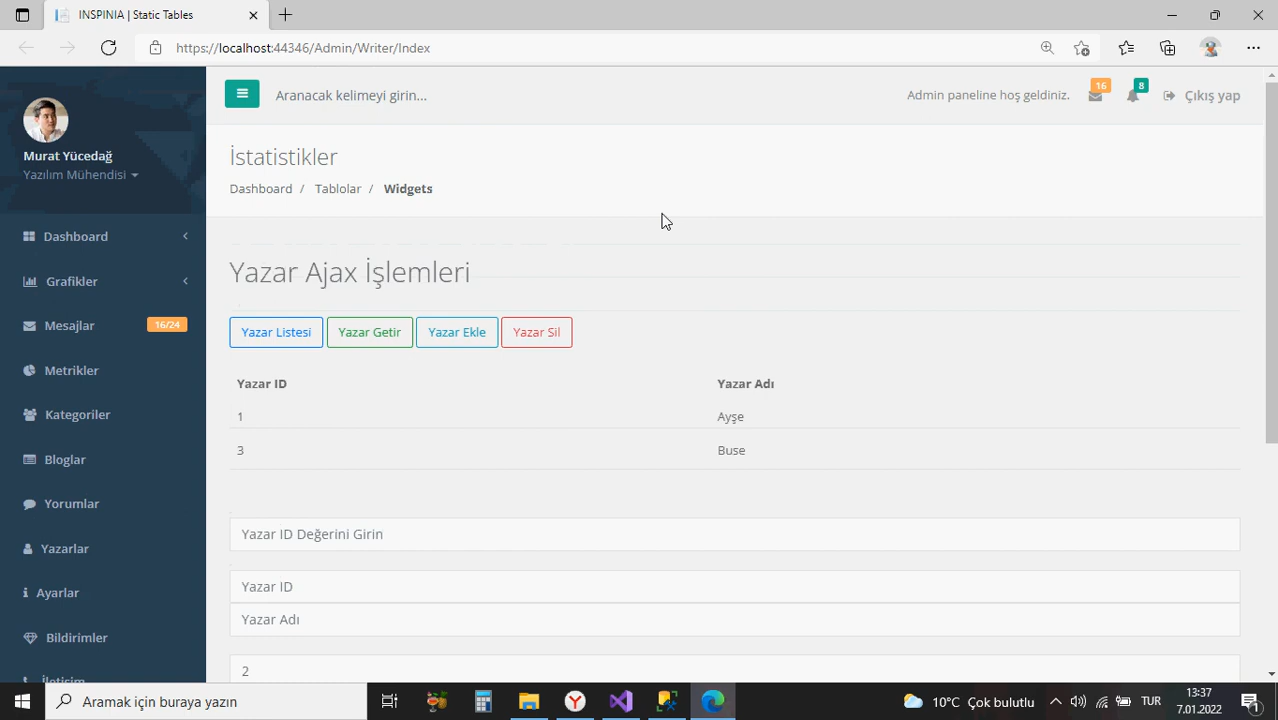 INSPINIA | Static Tables
https://localhost:44346/Admin/Writer/Index
Murat Yücedağ
Yazılım Mühendisi
Dashboard
Grafikler
Mesajlar 16/24
Metrikler
Kategoriler
Bloglar
Yorumlar
Yazarlar
Ayarlar
Bildirimler
İletişim
Aranacak kelimeyi girin...
Admin paneline hoş geldiniz. 16 8 Çıkış yap
İstatistikler
Dashboard / Tablolar / Widgets
Yazar Ajax İşlemleri
Yazar Listesi Yazar Getir Yazar Ekle Yazar Sil
Yazar ID Yazar Adı
1 Ayşe
3 Buse
Yazar ID Değerini Girin
Yazar ID
Yazar Adı
2
Aramak için buraya yazın
10°C Çok bulutlu
TUR
13:37
7.01.2022
1